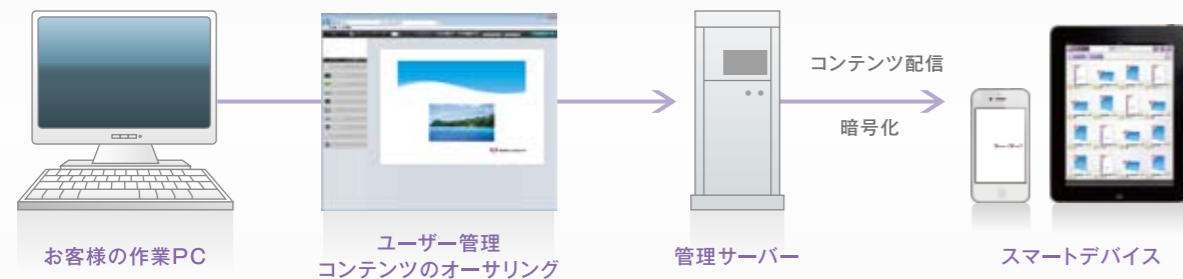 コンテンツ配信
暗号化
お客様の作業PC
ユーザー管理
コンテンツのオーサリング
管理サーバー
スマートデバイス